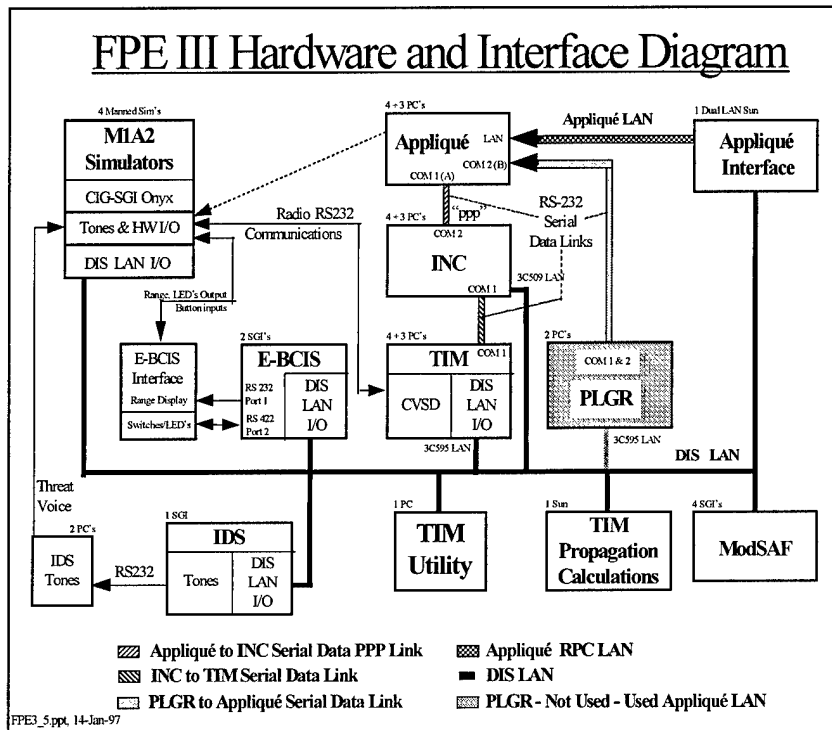 FPE III Hardware and Interface Diagram
4 Manned Sim's
M1A2
Simulators
CIG-SGI Onyx
Tones & HW I/O
DIS LAN I/O
4 + 3 PC's
Appliqué
LAN
COM 2 (B)
COM 1 (A)
Appliqué LAN
1 Dual LAN Sun
Appliqué
Interface
Radio RS232
Communications
"ppp"
RS-232
Serial
Data Links
4 + 3 PC's
COM 2
INC
COM 1
3C509 LAN
Range, LED's Output
Button inputs
E-BCIS
Interface
Range Display
Switches/LED's
2 SGI's
E-BCIS
RS 232
Port 1
RS 422
Port 2
DIS
LAN
I/O
4 + 3 PC's
COM 1
TIM
CVSD
DIS
LAN
I/O
3C595 LAN
2 PC's
COM 1 & 2
PLGR
3C595 LAN
DIS LAN
Threat
Voice
2 PC's
IDS
Tones
RS232
1 SGI
IDS
Tones
DIS
LAN
I/O
1 PC
TIM
Utility
1 Sun
TIM
Propagation
Calculations
4 SGI's
ModSAF
Appliqué to INC Serial Data PPP Link
INC to TIM Serial Data Link
PLGR to Appliqué Serial Data Link
Appliqué RPC LAN
DIS LAN
PLGR - Not Used - Used Appliqué LAN
FPE3_5.ppt, 14-Jan-97